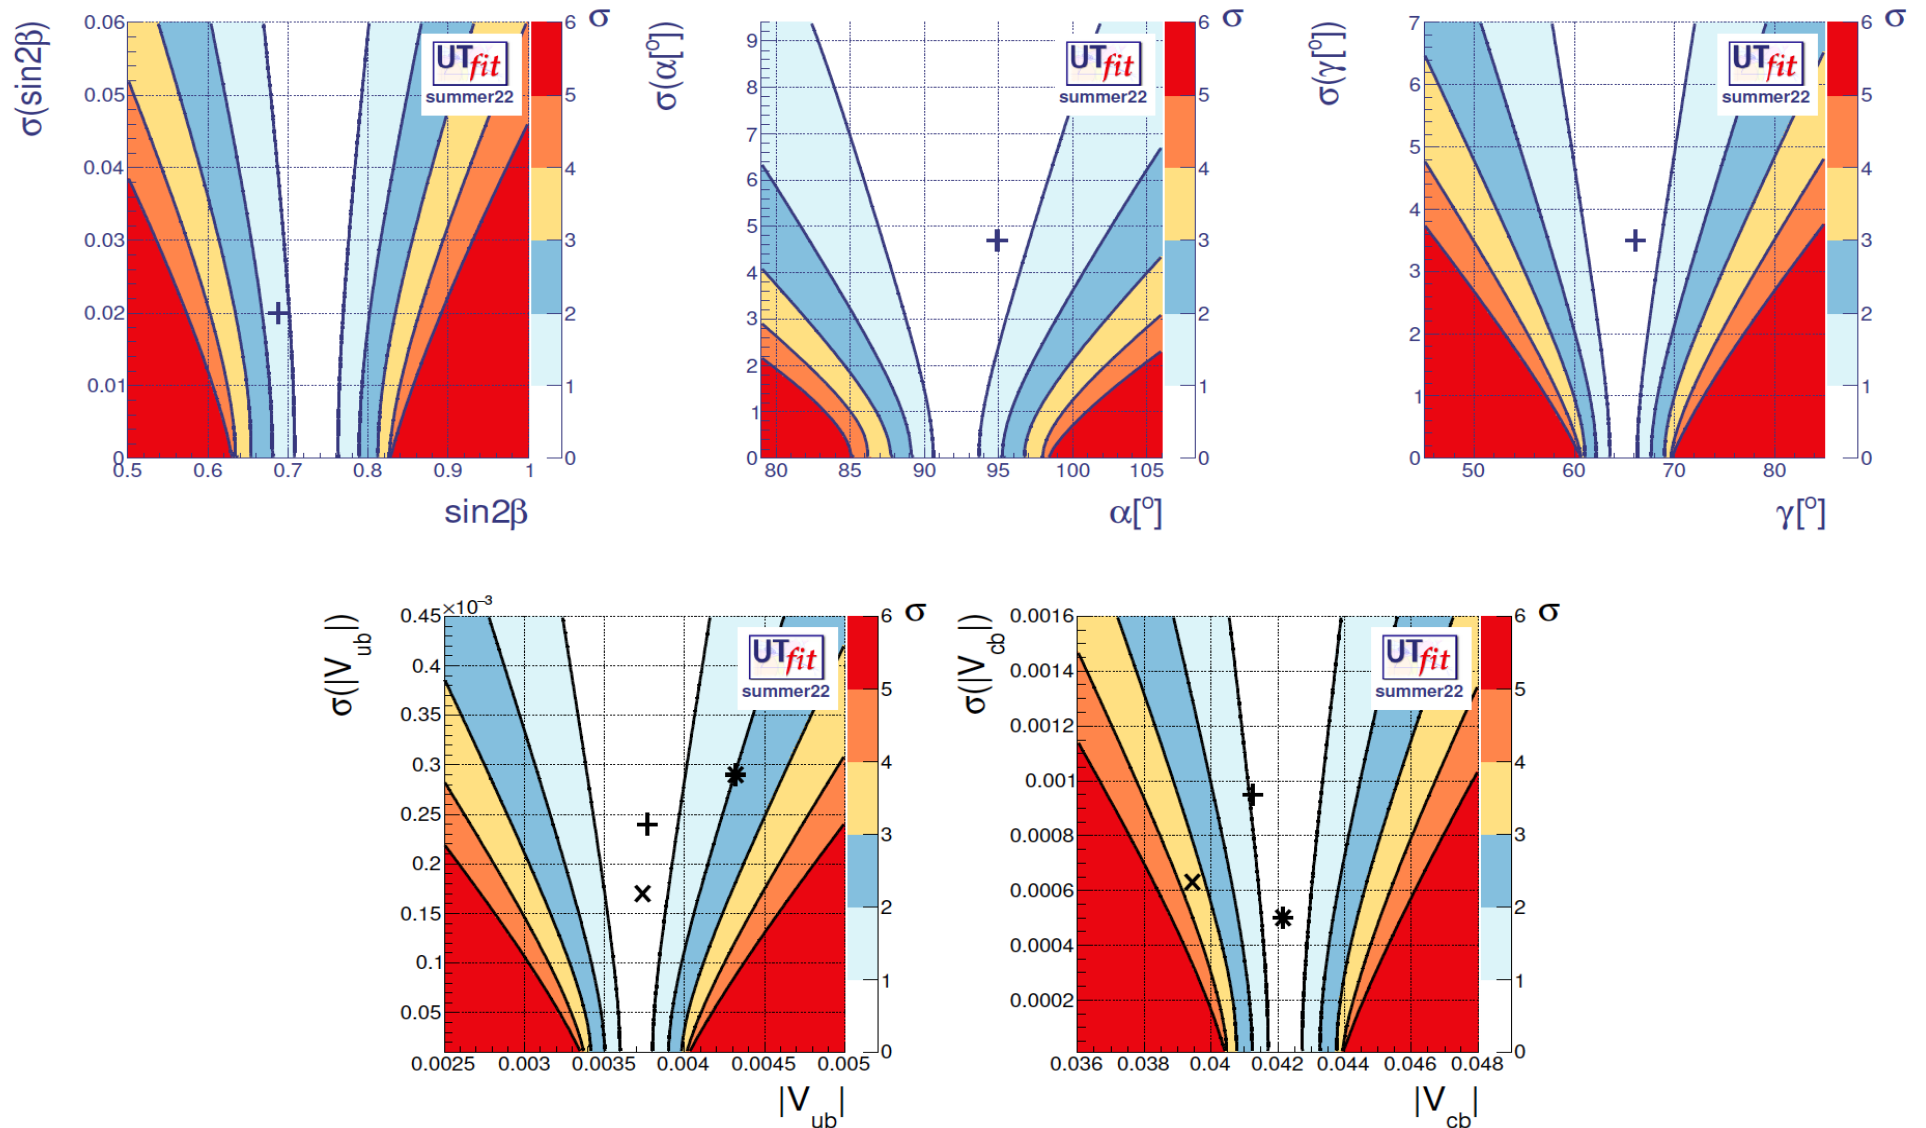 σ(sin2β)
0.06
0.05
0.04
0.03
0.02
0.01
0
0.5 0.6 0.7 0.8 0.9 1
sin2β
UTfit
summer22
6 σ
5
4
3
2
1
0
σ(α[°])
9
8
7
6
5
4
3
2
1
0
80 85 90 95 100 105
α[°]
UTfit
summer22
6 σ
5
4
3
2
1
0
σ(γ[°])
7
6
5
4
3
2
1
0
50 60 70 80
γ[°]
UTfit
summer22
6 σ
5
4
3
2
1
0
σ(|Vub|)
×10⁻³
0.45
0.4
0.35
0.3
0.25
0.2
0.15
0.1
0.05
0.0025 0.003 0.0035 0.004 0.0045 0.005
|Vub|
UTfit
summer22
6 σ
5
4
3
2
1
0
σ(|Vcb|)
0.0016
0.0014
0.0012
0.001
0.0008
0.0006
0.0004
0.0002
0.036 0.038 0.04 0.042 0.044 0.046 0.048
|Vcb|
UTfit
summer22
6 σ
5
4
3
2
1
0